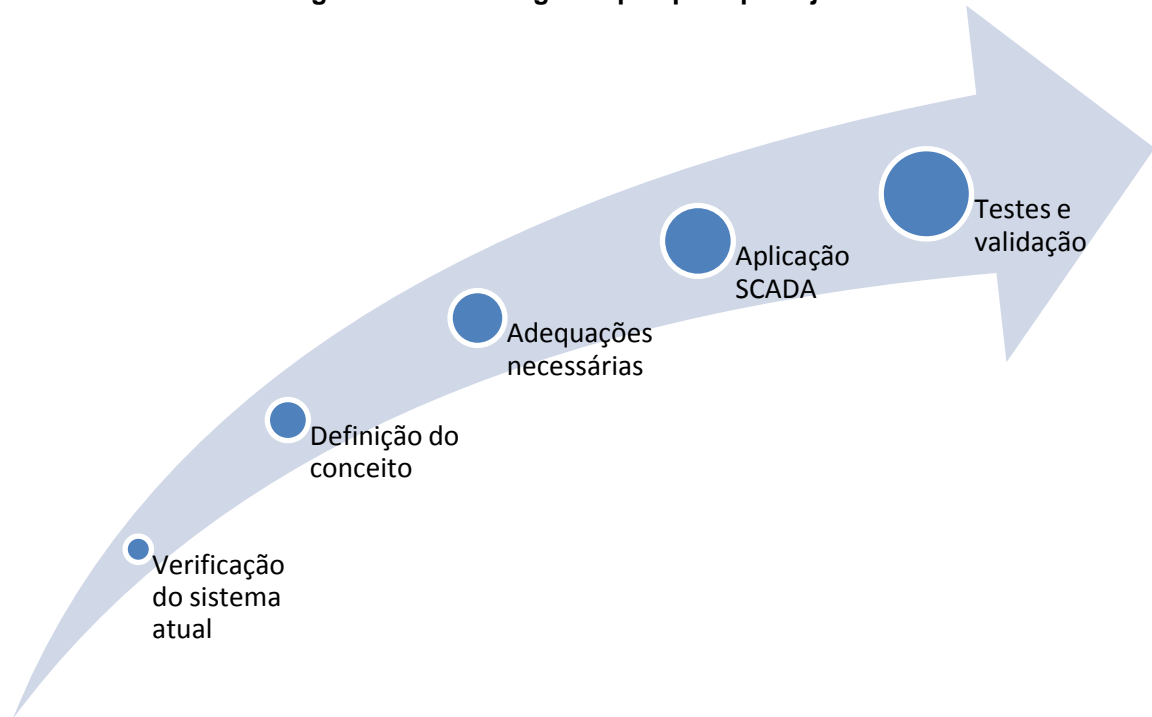 Verificação
do sistema
atual
Definição do
conceito
Adequações
necessárias
Aplicação
SCADA
Testes e
validação